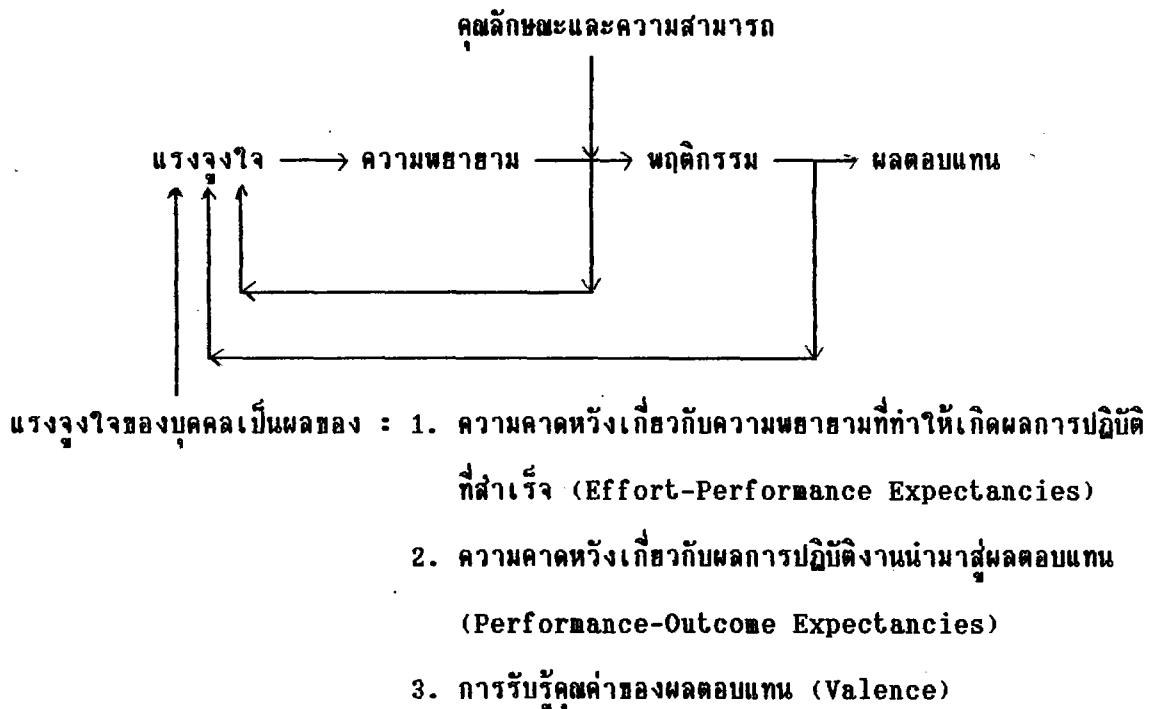 คุณลักษณะและความสามารถ
แรงจูงใจ ความพยายาม พฤติกรรม ผลตอบแทน
แรงจูงใจของบุคคลเป็นผลของ : 1. ความคาดหวังเกี่ยวกับความพยายามที่ทำให้เกิดผลการปฏิบัติ
ที่สำเร็จ (Effort-Performance Expectancies)
2. ความคาดหวังเกี่ยวกับผลการปฏิบัติงานนำมาสู่ผลตอบแทน
(Performance-Outcome Expectancies)
3. การรับรู้คุณค่าของผลตอบแทน (Valence)